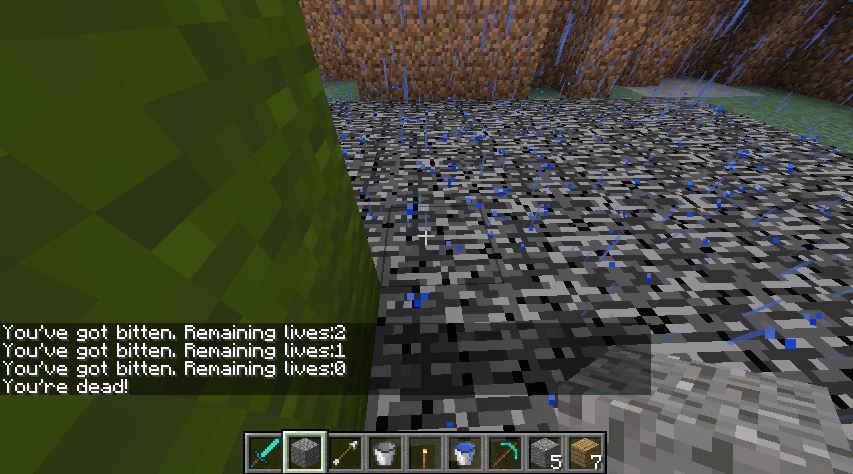 You've got bitten. Remaining lives:2
You've got bitten. Remaining lives:1
You've got bitten. Remaining lives:0
You're dead!
5 7